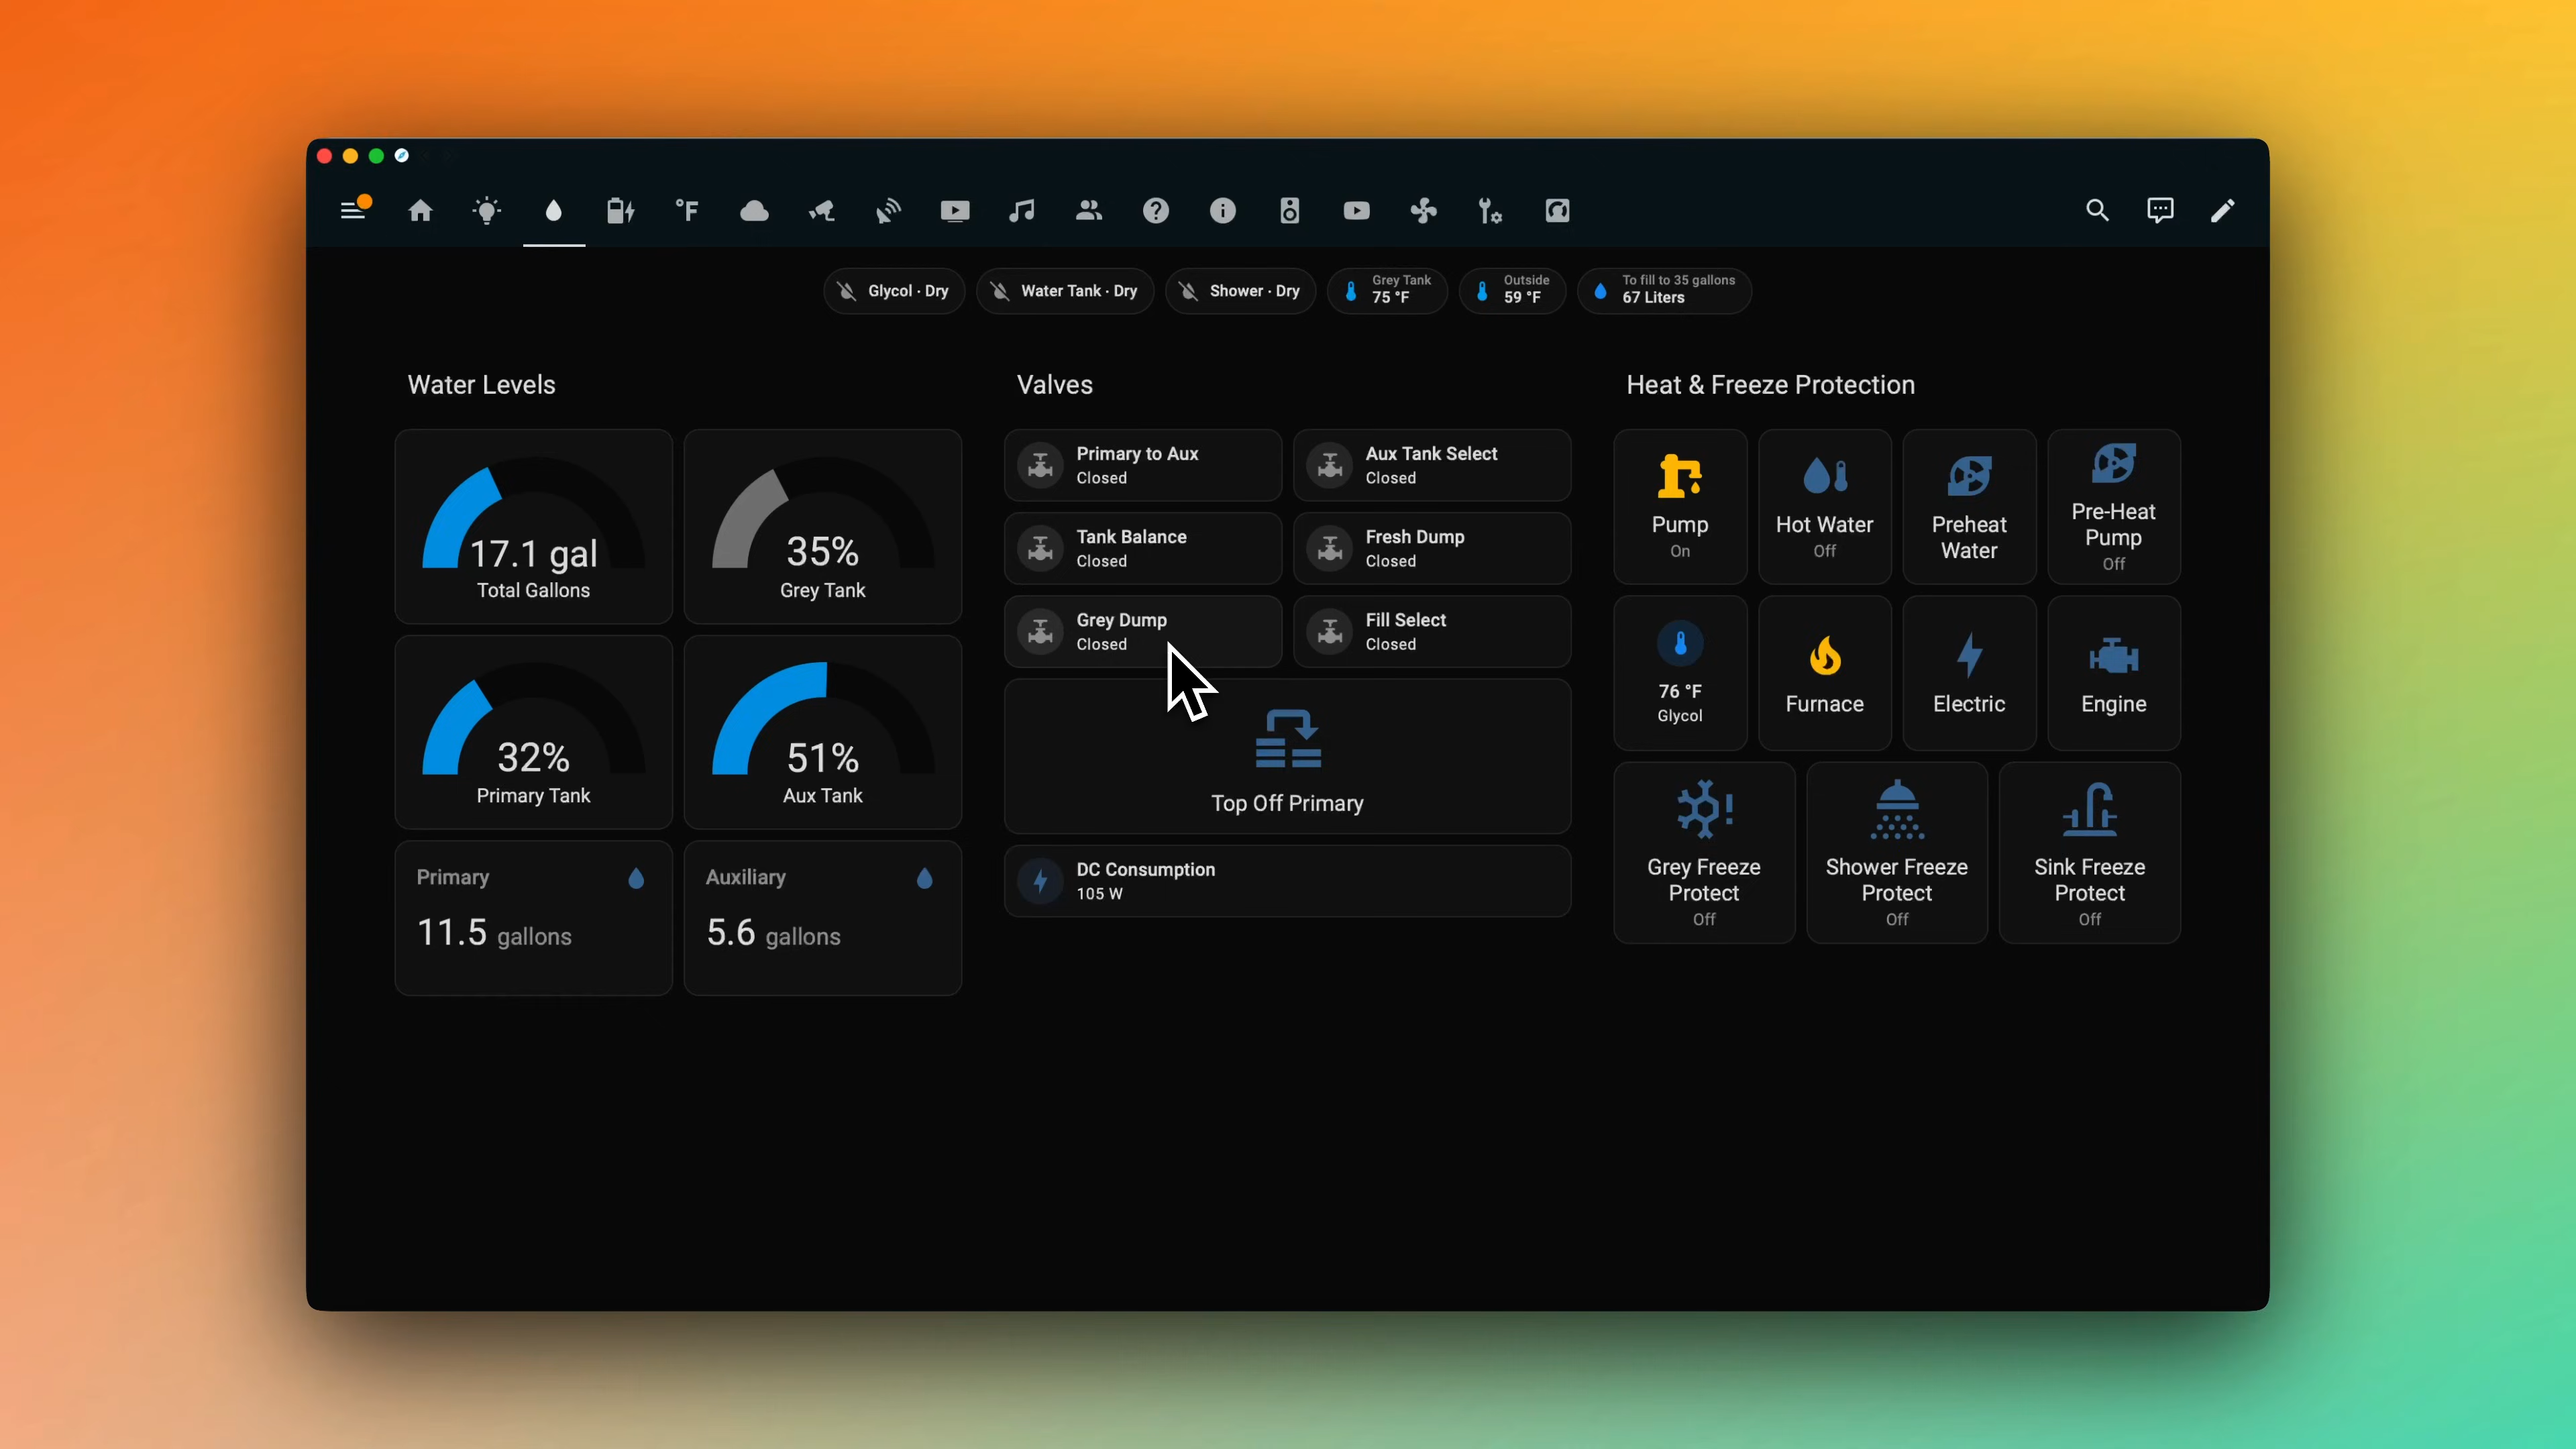 °F
Glycol · Dry
Water Tank · Dry
Shower · Dry
Grey Tank
75 °F
Outside
59 °F
To fill to 35 gallons
67 Liters
Water Levels
17.1 gal
Total Gallons
35%
Grey Tank
32%
Primary Tank
51%
Aux Tank
Primary
11.5 gallons
Auxiliary
5.6 gallons
Valves
Primary to Aux
Closed
Aux Tank Select
Closed
Tank Balance
Closed
Fresh Dump
Closed
Grey Dump
Closed
Fill Select
Closed
Top Off Primary
DC Consumption
105 W
Heat & Freeze Protection
Pump
On
Hot Water
Off
Preheat
Water
Pre-Heat
Pump
Off
76 °F
Glycol
Furnace
Electric
Engine
Grey Freeze
Protect
Off
Shower Freeze
Protect
Off
Sink Freeze
Protect
Off